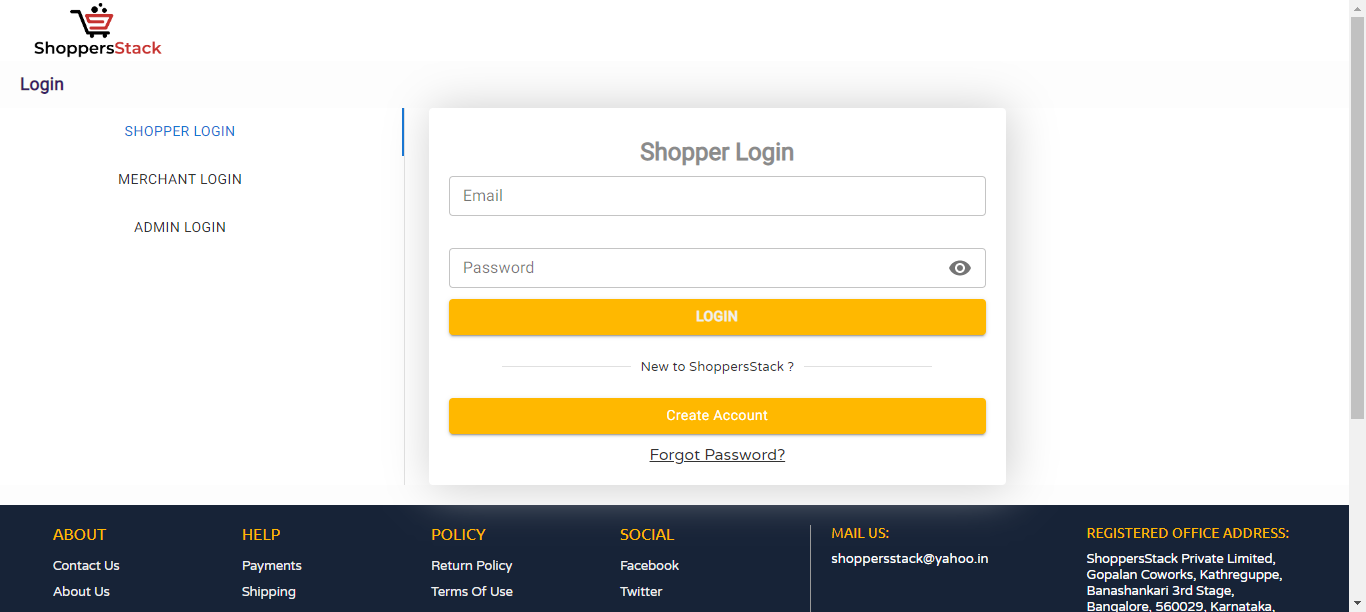 ShoppersStack
Login
SHOPPER LOGIN
MERCHANT LOGIN
ADMIN LOGIN
Shopper Login
Email
Password
LOGIN
New to ShoppersStack ?
Create Account
Forgot Password?
ABOUT
Contact Us
About Us
HELP
Payments
Shipping
POLICY
Return Policy
Terms Of Use
SOCIAL
Facebook
Twitter
MAIL US:
shoppersstack@yahoo.in
REGISTERED OFFICE ADDRESS:
ShoppersStack Private Limited,
Gopalan Coworks, Kathreguppe,
Banashankari 3rd Stage,
Bangalore, 560029, Karnataka,